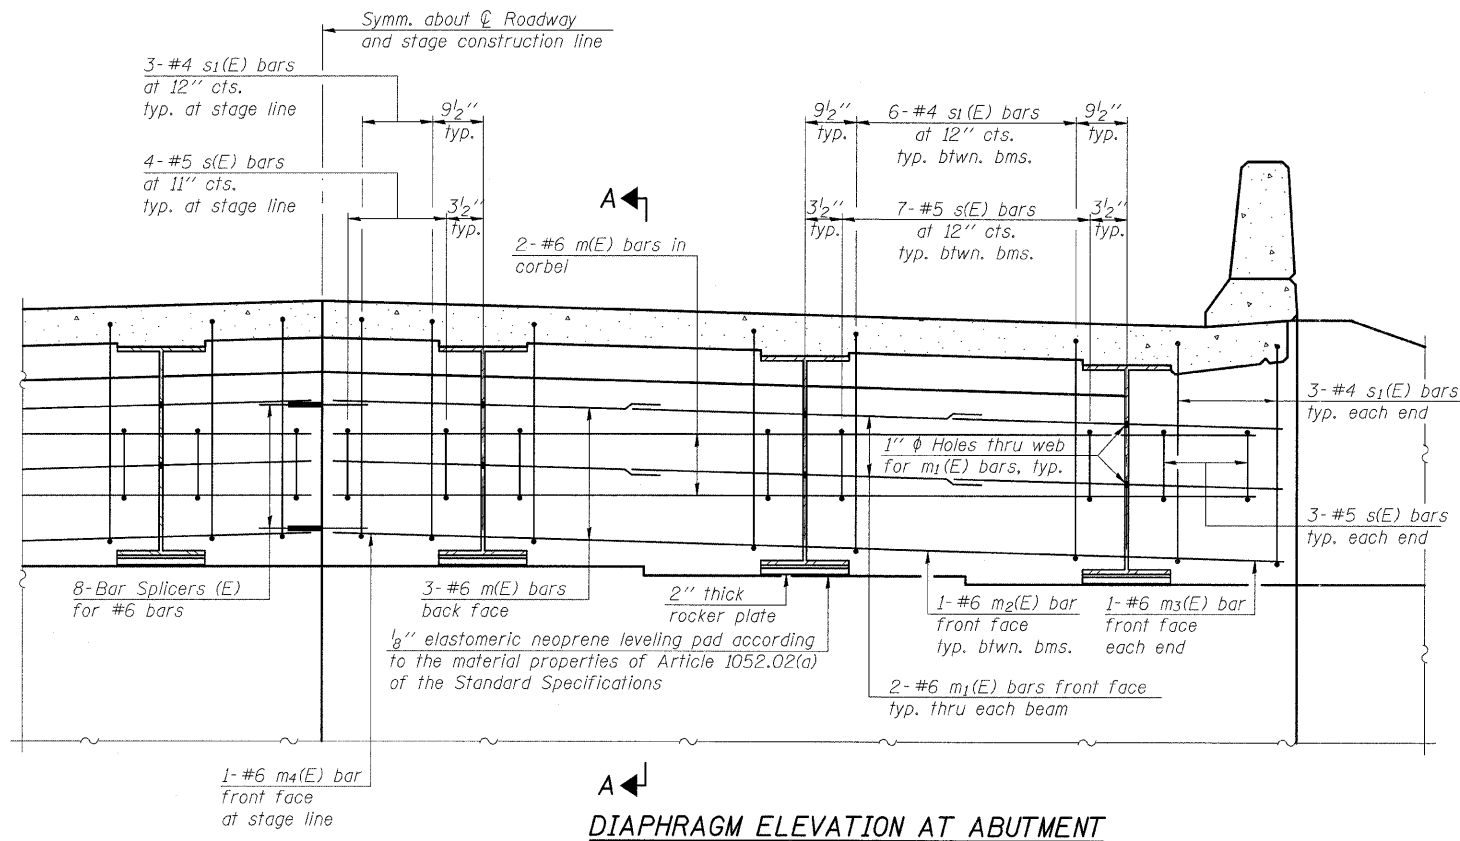 Symm. about ℄ Roadway
and stage construction line
3-#4 s1(E) bars
at 12" cts.
typ. at stage line
9½"
typ.
4-#5 s(E) bars
at 11" cts.
typ. at stage line
3½"
typ.
A
2-#6 m(E) bars in
corbel
9½"
typ.
6-#4 s1(E) bars
at 12" cts.
typ. btwn. bms.
9½"
typ.
3½"
typ.
7-#5 s(E) bars
at 12" cts.
typ. btwn. bms.
3½"
typ.
1" ϕ Holes thru web
for m1(E) bars, typ.
3-#4 s1(E) bars
typ. each end
3-#5 s(E) bars
typ. each end
8-Bar Splicers (E)
for #6 bars
3-#6 m(E) bars
back face
2" thick
rocker plate
1-#6 m2(E) bar
front face
typ. btwn. bms.
1-#6 m3(E) bar
front face
each end
⅛" elastomeric neoprene leveling pad according
to the material properties of Article 1052.02(a)
of the Standard Specifications
2-#6 m1(E) bars front face
typ. thru each beam
1-#6 m4(E) bar
front face
at stage line
A
DIAPHRAGM ELEVATION AT ABUTMENT